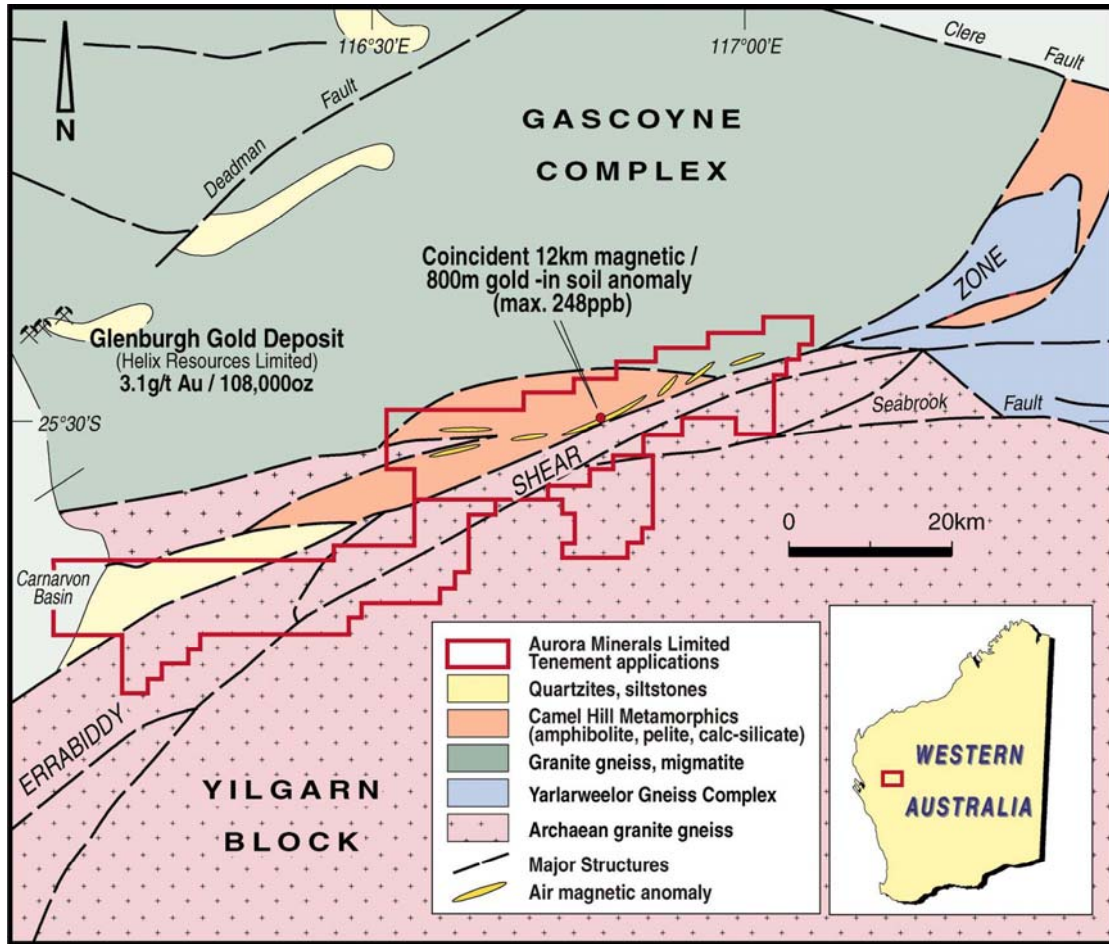 116°30'E
117°00'E
Clere
Fault
N
Deadman
Fault
GASCOYNE
COMPLEX
Coincident 12km magnetic /
800m gold -in soil anomaly
(max. 248ppb)
ZONE
Glenburgh Gold Deposit
(Helix Resources Limited)
3.1g/t Au / 108,000oz
25°30'S
Seabrook
Fault
SHEAR
0
20km
Carnarvon
Basin
ERRABIDDY
YILGARN
BLOCK
Aurora Minerals Limited
Tenement applications
Quartzites, siltstones
Camel Hill Metamorphics
(amphibolite, pelite, calc-silicate)
Granite gneiss, migmatite
Yarlarweelor Gneiss Complex
Archaean granite gneiss
Major Structures
Air magnetic anomaly
WESTERN
AUSTRALIA